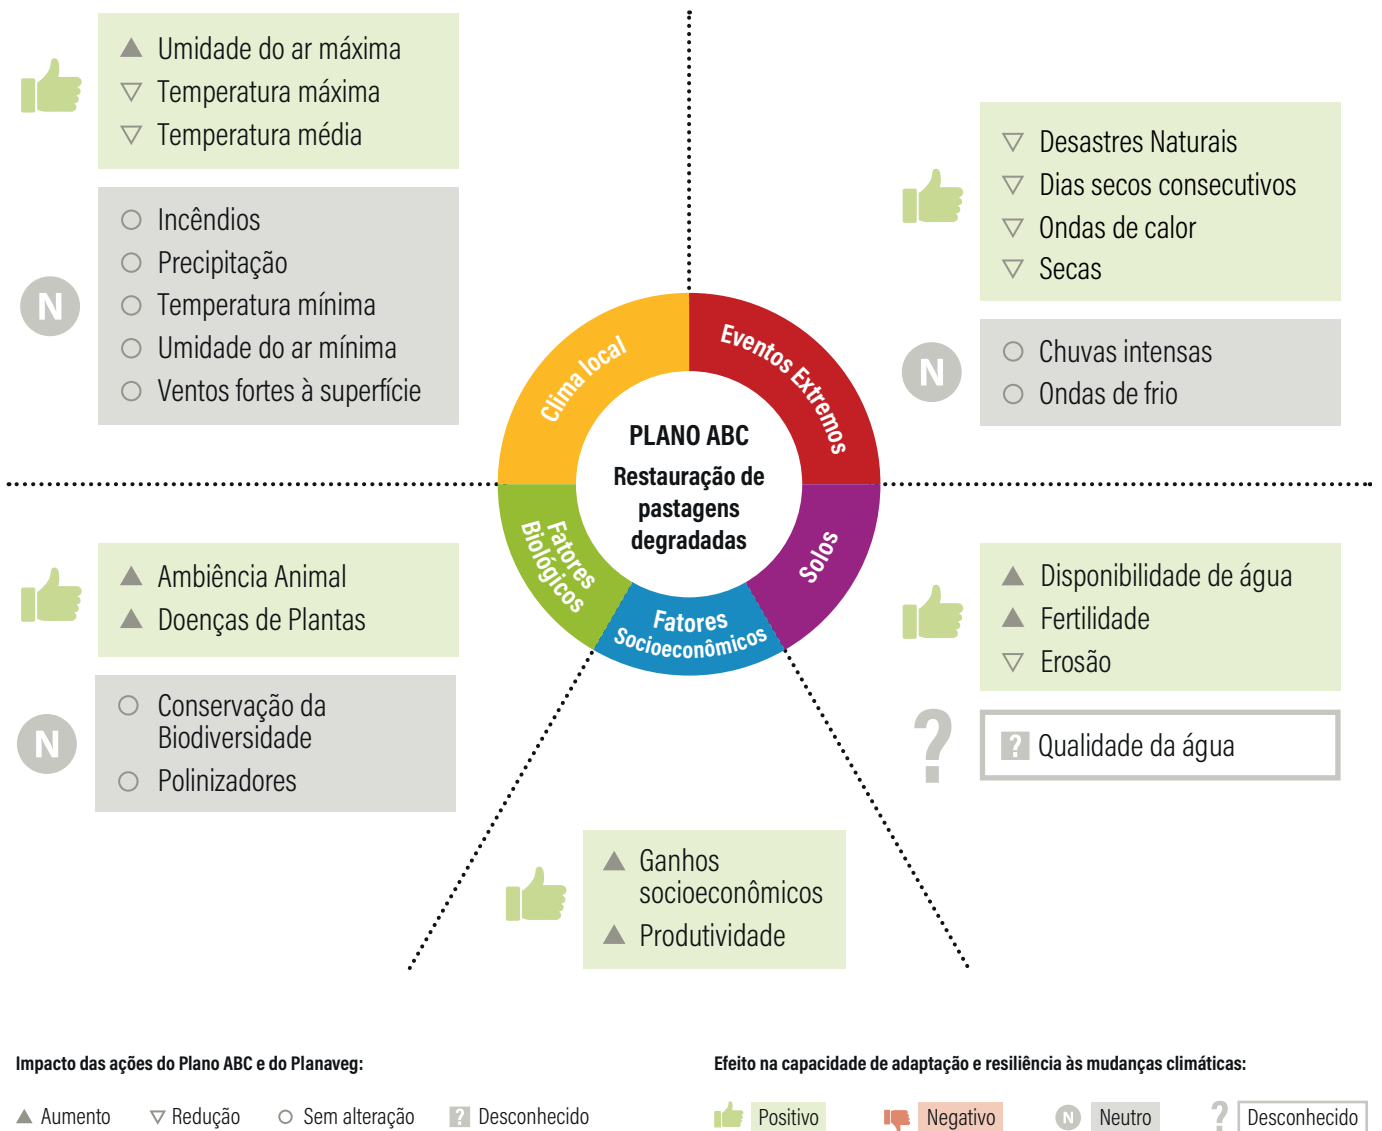 Umidade do ar máxima
Temperatura máxima
Temperatura média
N
Incêndios
Precipitação
Temperatura mínima
Umidade do ar mínima
Ventos fortes à superfície
Desastres Naturais
Dias secos consecutivos
Ondas de calor
Secas
N
Chuvas intensas
Ondas de frio
Clima local
Eventos Extremos
PLANO ABC
Restauração de
pastagens
degradadas
Fatores
Biológicos
Fatores
Socioeconômicos
Solos
Ambiência Animal
Doenças de Plantas
N
Conservação da
Biodiversidade
Polinizadores
Disponibilidade de água
Fertilidade
Erosão
?
? Qualidade da água
Ganhos
socioeconômicos
Produtividade
Impacto das ações do Plano ABC e do Planaveg:
Aumento
Redução
Sem alteração
? Desconhecido
Efeito na capacidade de adaptação e resiliência às mudanças climáticas:
Positivo
Negativo
N Neutro
? Desconhecido